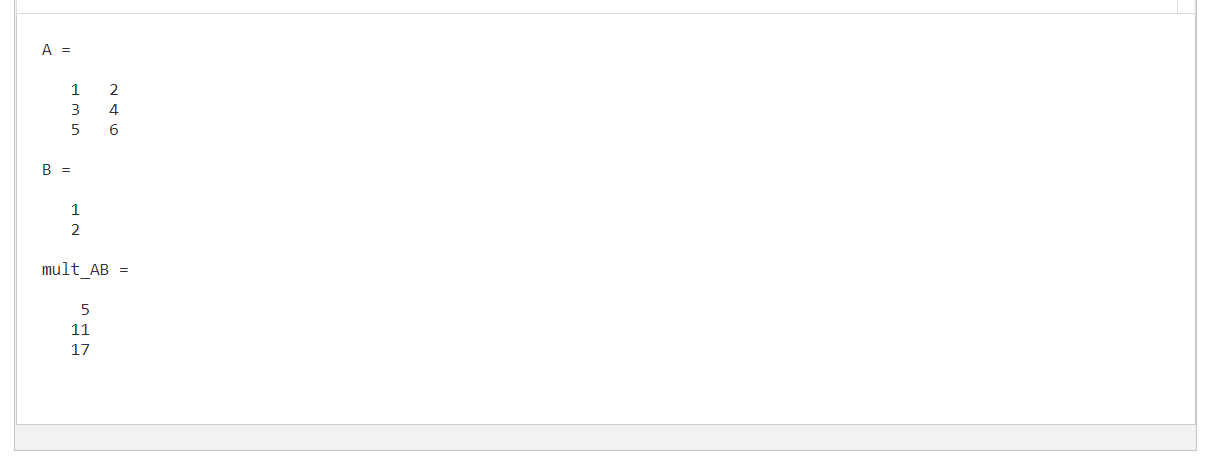 A =
1   2
3   4
5   6
B =
1
2
mult_AB =
5
11
17